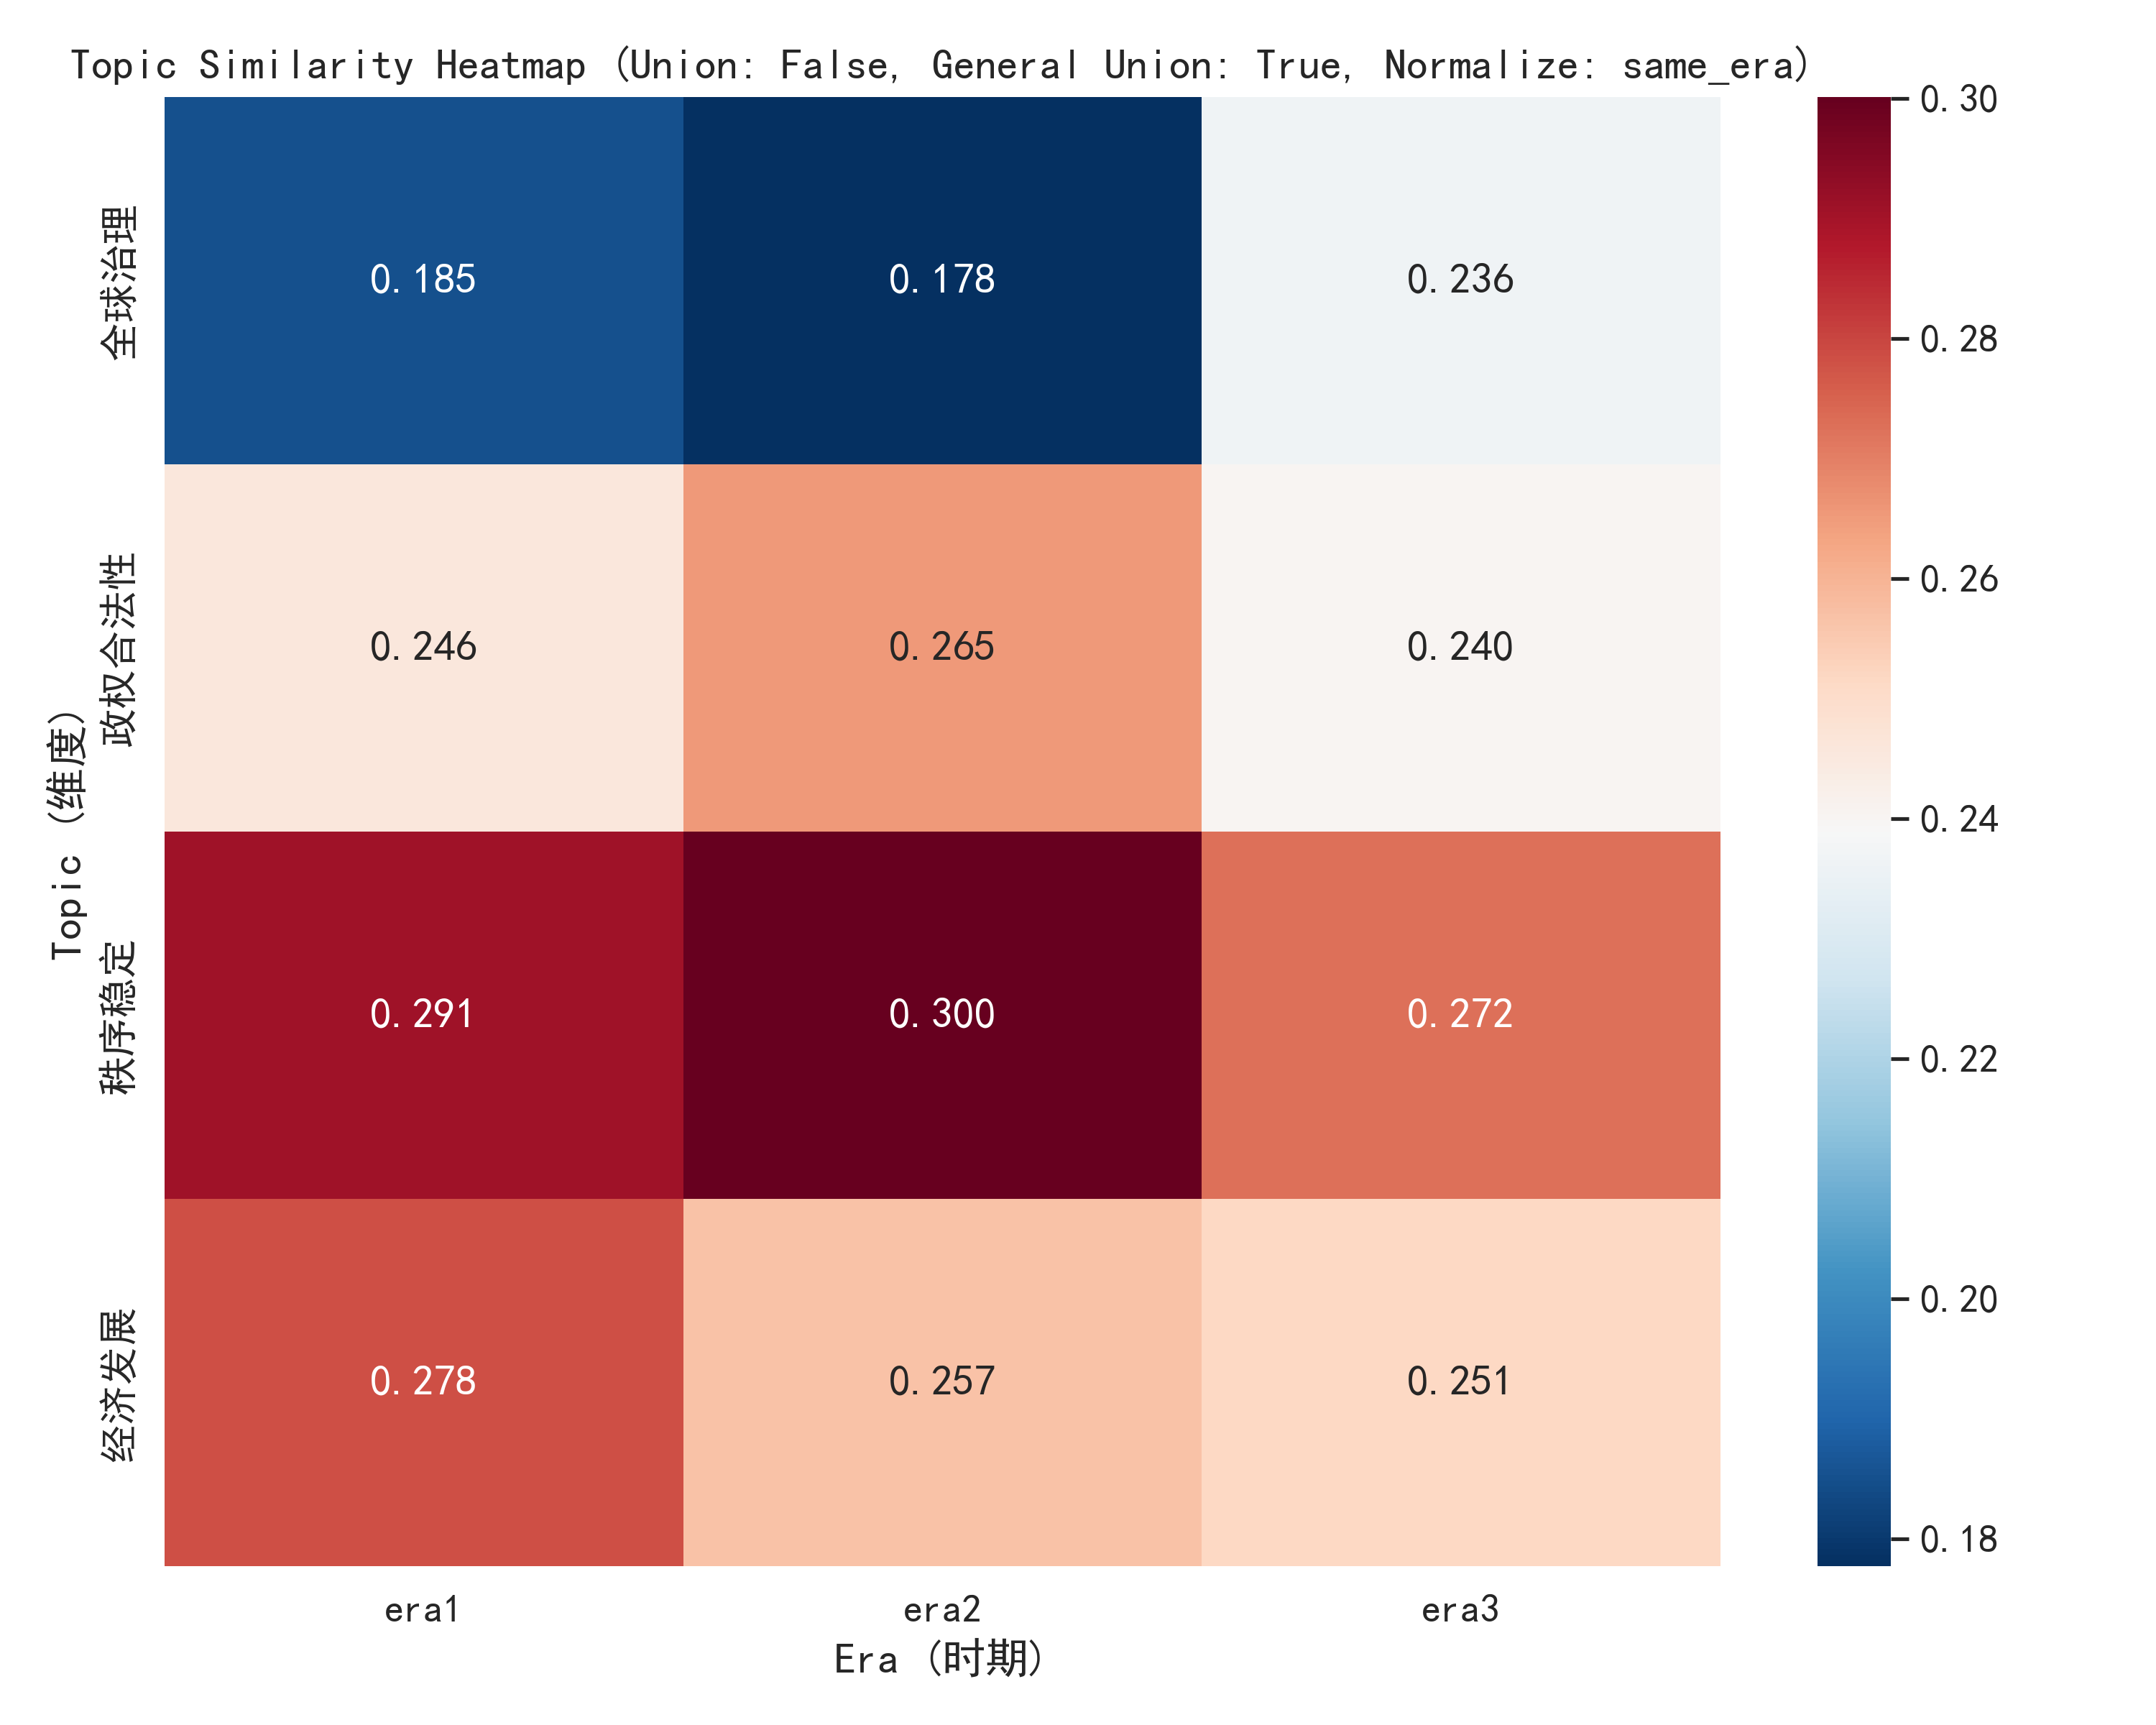 Topic Similarity Heatmap (Union: False, General Union: True, Normalize: same_era)
Topic (维度)
全球治理
0.185 0.178 0.236
政权合法性
0.246 0.265 0.240
秩序稳定
0.291 0.300 0.272
经济发展
0.278 0.257 0.251
era1 era2 era3
Era (时期)
0.30
0.28
0.26
0.24
0.22
0.20
0.18